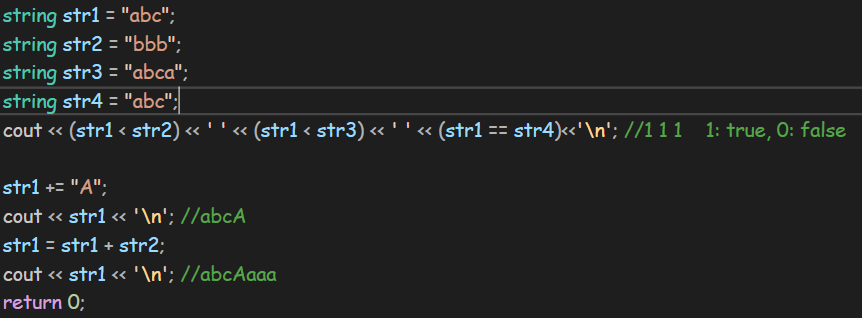 string str1 = "abc";
string str2 = "bbb";
string str3 = "abca";
string str4 = "abc";
cout << (str1 < str2) << ' ' << (str1 < str3) << ' ' << (str1 == str4)<<'\n'; //1 1 1    1: true, 0: false
str1 += "A";
cout << str1 << '\n'; //abcA
str1 = str1 + str2;
cout << str1 << '\n'; //abcAaaa
return 0;